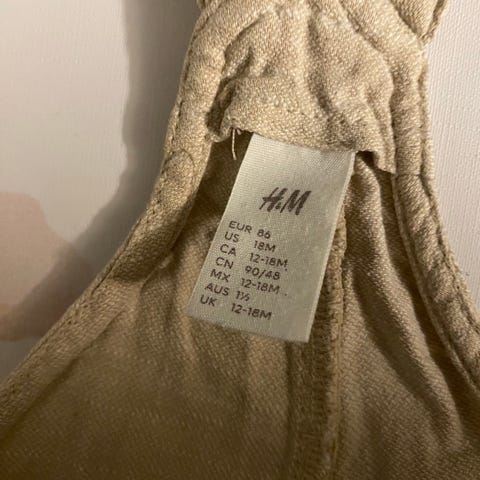 H&M
EUR 86
US 18M
CA 12-18M
CN 90/48
MX 12-18M
AUS 1½
UK 12-18M